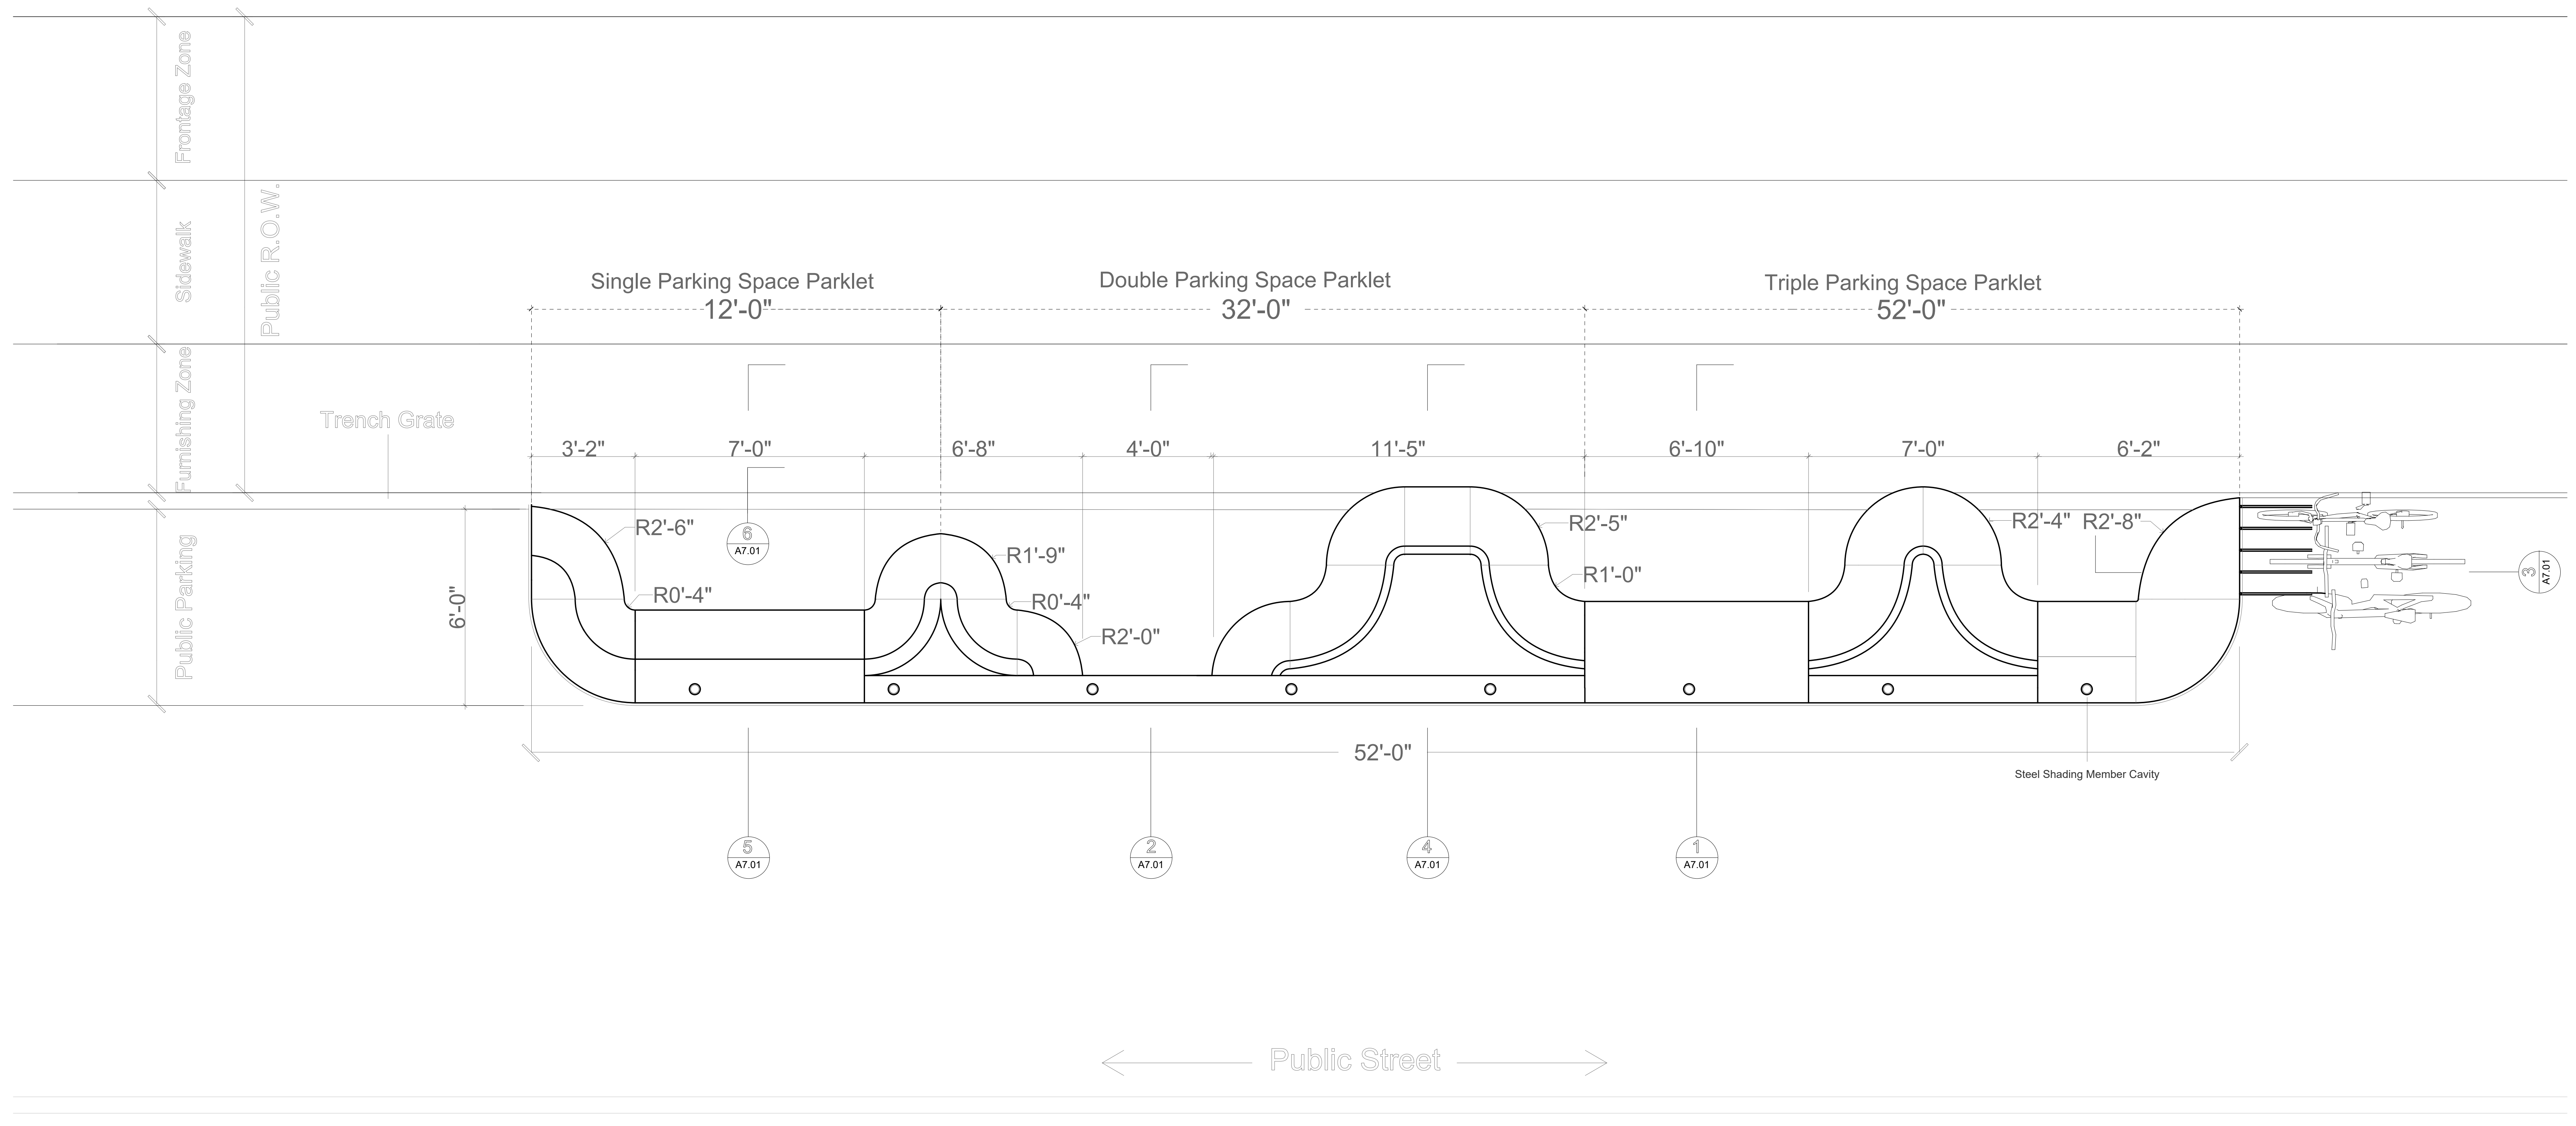 Frontage Zone
Sidewalk
Public R.O.W.
Furnishing Zone
Public Parking
Trench Grate
Single Parking Space Parklet
12'-0"
Double Parking Space Parklet
32'-0"
Triple Parking Space Parklet
52'-0"
3'-2"
7'-0"
6'-8"
4'-0"
11'-5"
6'-10"
7'-0"
6'-2"
R2'-6"
6
A7.01
R1'-9"
R2'-5"
R2'-4"
R2'-8"
R0'-4"
R0'-4"
R1'-0"
R2'-0"
6'-0"
3
A7.01
52'-0"
Steel Shading Member Cavity
5
A7.01
2
A7.01
4
A7.01
1
A7.01
Public Street